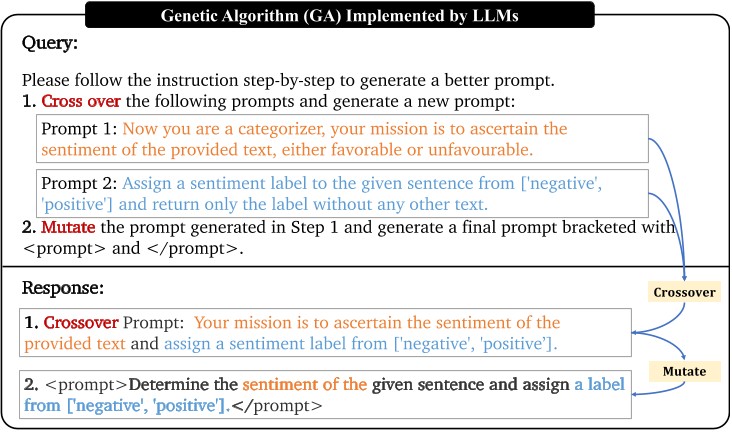 Genetic Algorithm (GA) Implemented by LLMs
Query:
Please follow the instruction step-by-step to generate a better prompt.
1. Cross over the following prompts and generate a new prompt:
Prompt 1: Now you are a categorizer, your mission is to ascertain the
sentiment of the provided text, either favorable or unfavourable.
Prompt 2: Assign a sentiment label to the given sentence from ['negative',
'positive'] and return only the label without any other text.
2. Mutate the prompt generated in Step 1 and generate a final prompt bracketed with
<prompt> and </prompt>.
Response:
Crossover
1. Crossover Prompt: Your mission is to ascertain the sentiment of the
provided text and assign a sentiment label from ['negative', 'positive'].
Mutate
2. <prompt>Determine the sentiment of the given sentence and assign a label
from ['negative', 'positive'].</prompt>